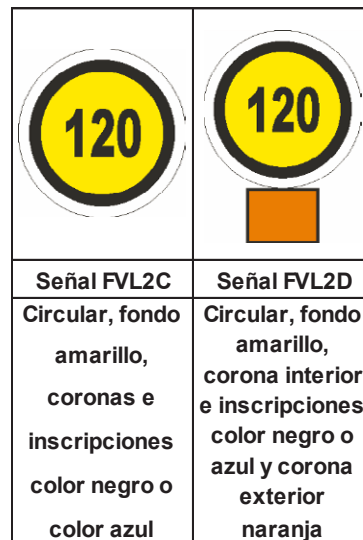 120
120
Señal FVL2C
Señal FVL2D
Circular, fondo
amarillo,
coronas e
inscripciones
color negro o
color azul
Circular, fondo
amarillo,
corona interior
e inscripciones
color negro o
azul y corona
exterior
naranja